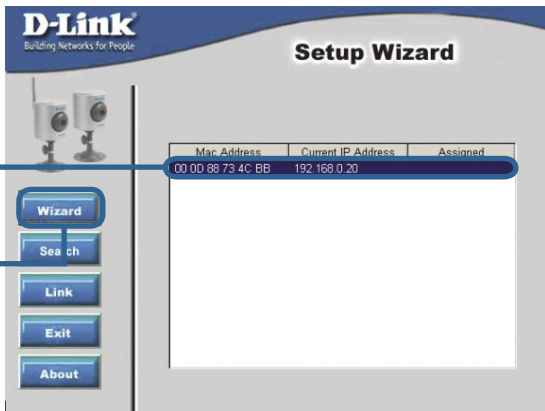 D-Link
Building Networks for People
Setup Wizard
Mac Address Current IP Address Assigned
00 0D 88 73 4C BB 192.168.0.20
Wizard
Search
Link
Exit
About